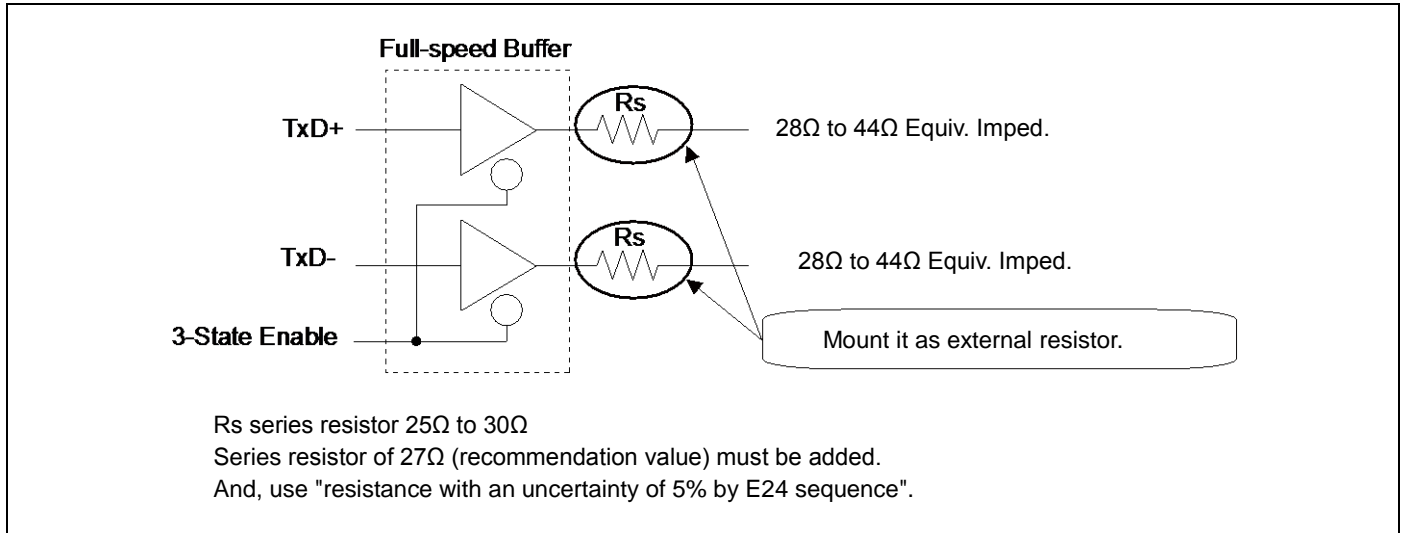 Full-speed Buffer
Rs
TxD+
28Ω to 44Ω Equiv. Imped.
Rs
TxD-
28Ω to 44Ω Equiv. Imped.
3-State Enable
Mount it as external resistor.
Rs series resistor 25Ω to 30Ω
Series resistor of 27Ω (recommendation value) must be added.
And, use "resistance with an uncertainty of 5% by E24 sequence".